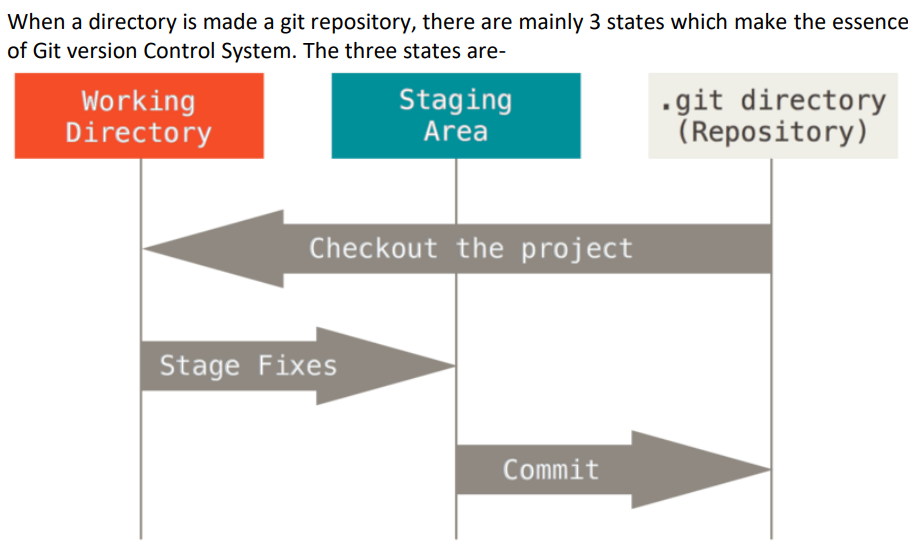 When a directory is made a git repository, there are mainly 3 states which make the essence
of Git version Control System. The three states are-
Working
Directory
Staging
Area
.git directory
(Repository)
Checkout the project
Stage Fixes
Commit